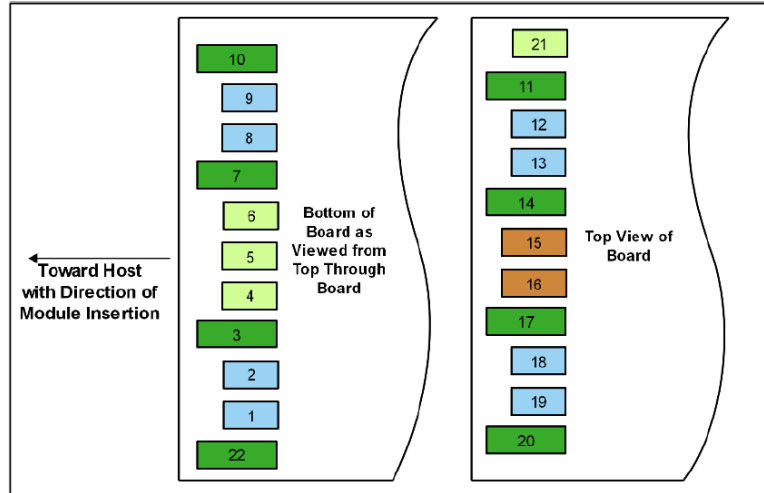 10
9
8
7
6
5
4
3
2
1
22
Bottom of
Board as
Viewed from
Top Through
Board
Toward Host
with Direction of
Module Insertion
21
11
12
13
14
15
16
17
18
19
20
Top View of
Board